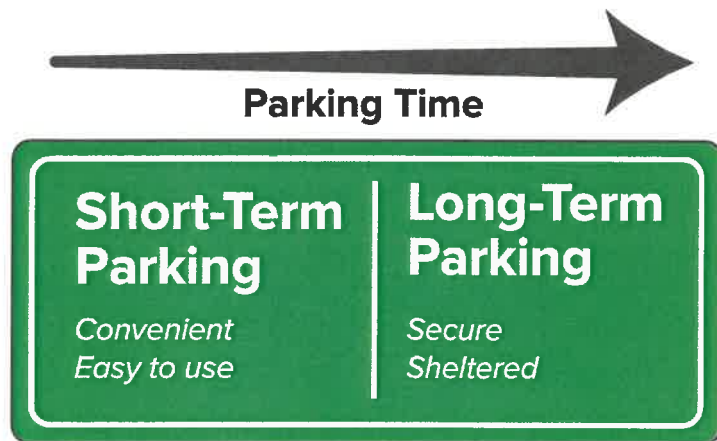 Parking Time
Short-Term
Parking
Convenient
Easy to use
Long-Term
Parking
Secure
Sheltered